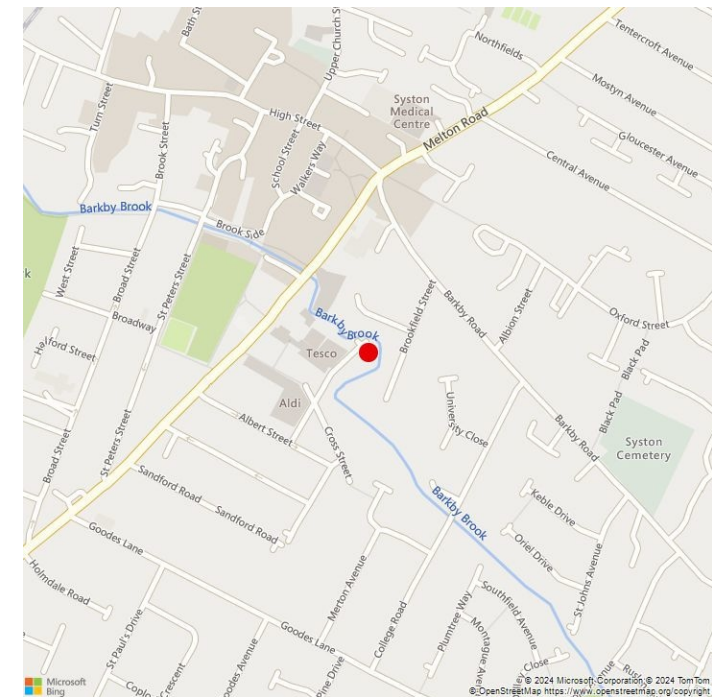 Bath St
Upper Church St
Northfields
Tentercroft Avenue
Mostyn Avenue
Syston
Medical
Centre
Melton Road
Gloucester Avenue
Turn Street
High Street
School Street
Walkers Way
Brook Street
Central Avenue
Barkby Brook
Brook Side
West Street
Broad Street
St Peters Street
Barkby Road
Albion Street
Oxford Street
Broadway
Barkby Brook
Brookfield Street
Tesco
Black Pad
Aldi
University Close
Black Pad
Albert Street
Cross Street
Barkby Road
Syston
Cemetery
Broad Street
St Peters Street
Sandford Road
Sandford Road
Barkby Brook
Keble Drive
Oriel Drive
Goodes Lane
Holmdale Road
St Paul's Drive
Merton Avenue
College Road
Plumtree Way
Southfield Avenue
Montague Ave
St Johns Avenue
Goodes Lane
Crescent
Microsoft
Bing
© 2024 Microsoft Corporation © 2024 TomTom
© OpenStreetMap https://www.openstreetmap.org/copyright